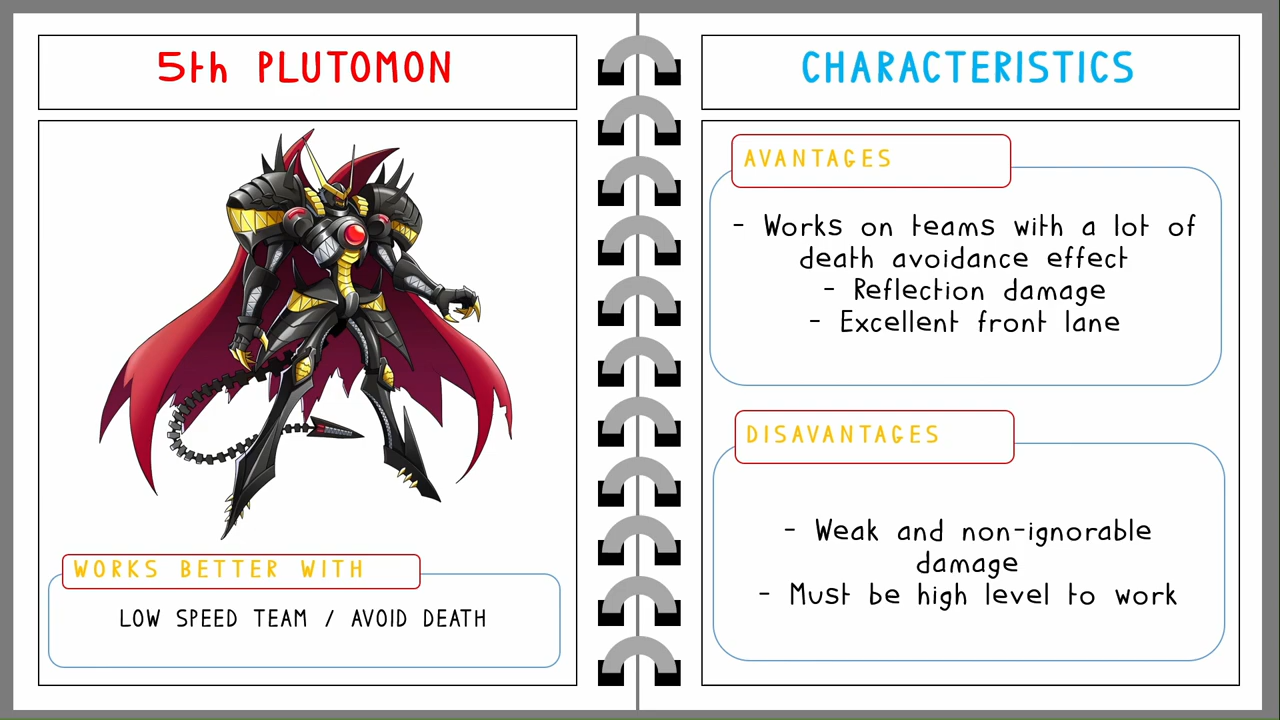 5th PLUTOMON
WORKS BETTER WITH
LOW SPEED TEAM / AVOID DEATH
CHARACTERISTICS
AVANTAGES
- Works on teams with a lot of
death avoidance effect
- Reflection damage
- Excellent front lane
DISAVANTAGES
- Weak and non-ignorable
damage
- Must be high level to work